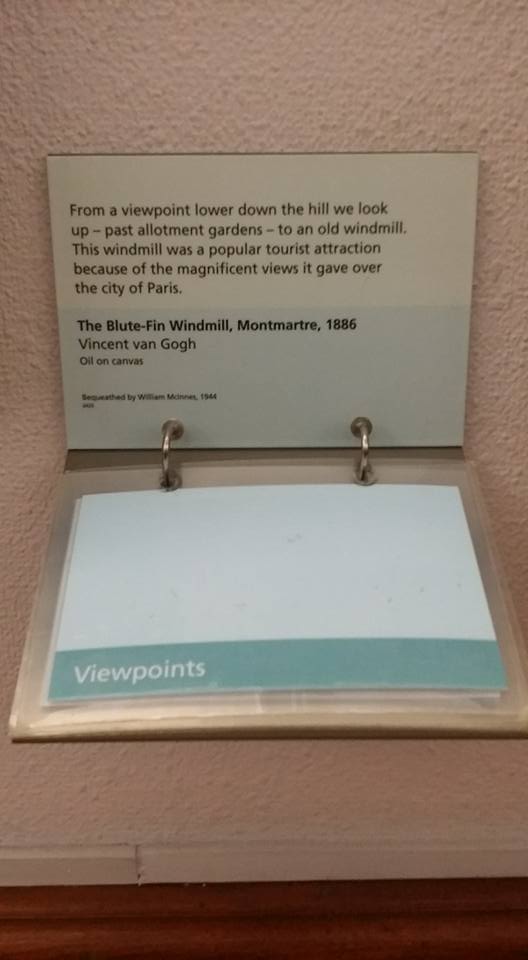 From a viewpoint lower down the hill we look
up – past allotment gardens – to an old windmill.
This windmill was a popular tourist attraction
because of the magnificent views it gave over
the city of Paris.
The Blute-Fin Windmill, Montmartre, 1886
Vincent van Gogh
Oil on canvas
Bequeathed by William McInnes, 1944
Viewpoints